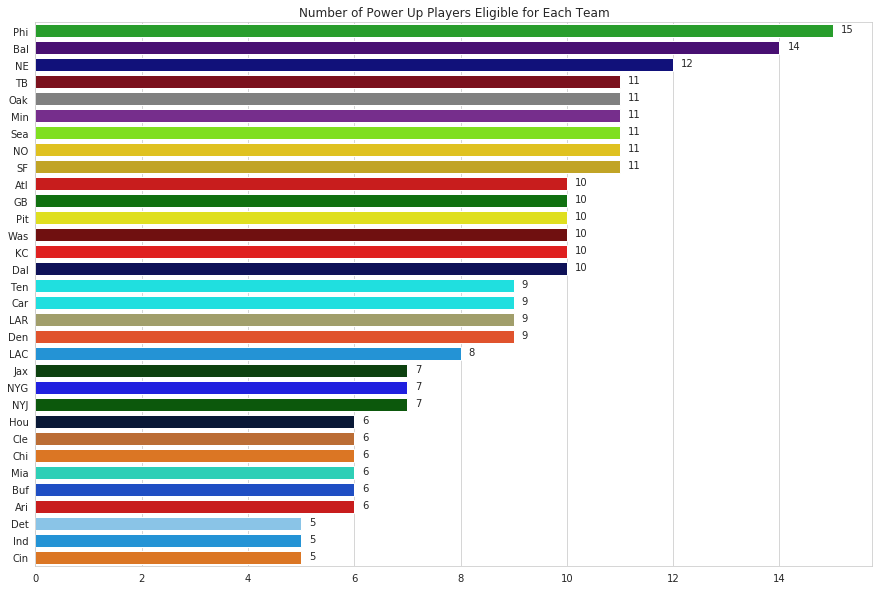 Number of Power Up Players Eligible for Each Team
Phi 15
Bal 14
NE 12
TB 11
Oak 11
Min 11
Sea 11
NO 11
SF 11
Atl 10
GB 10
Pit 10
Was 10
KC 10
Dal 10
Ten 9
Car 9
LAR 9
Den 9
LAC 8
Jax 7
NYG 7
NYJ 7
Hou 6
Cle 6
Chi 6
Mia 6
Buf 6
Ari 6
Det 5
Ind 5
Cin 5
0 2 4 6 8 10 12 14